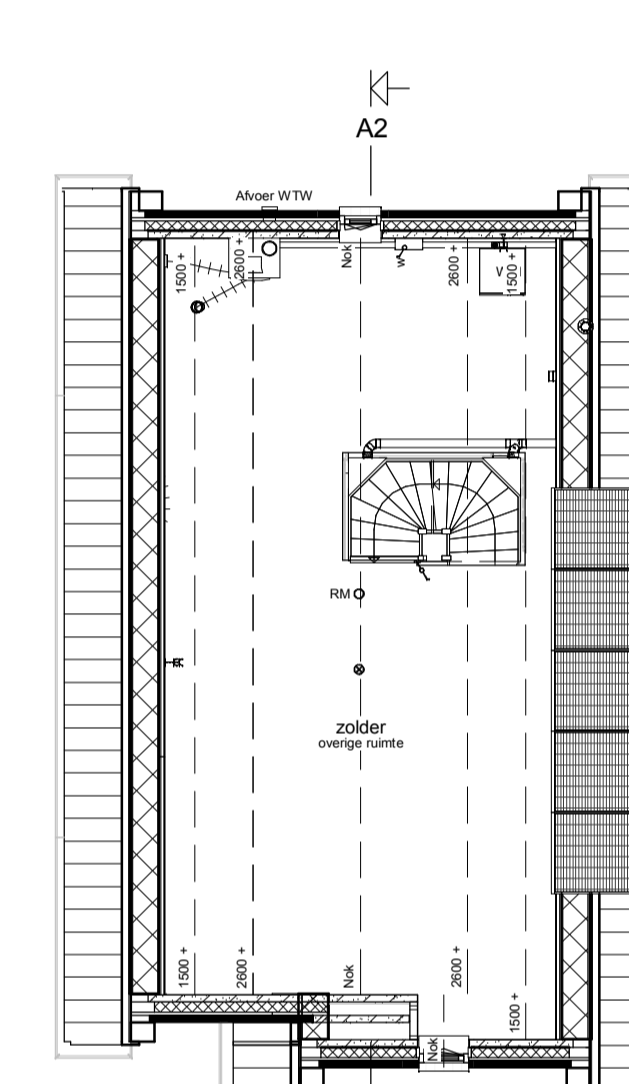 A2
Afvoer WTW
1500 +
2600 +
Nok
W
2600 +
V
1500 +
RM
zolder
overige ruimte
1500 +
2600 +
Nok
2600 +
1500 +
Nok